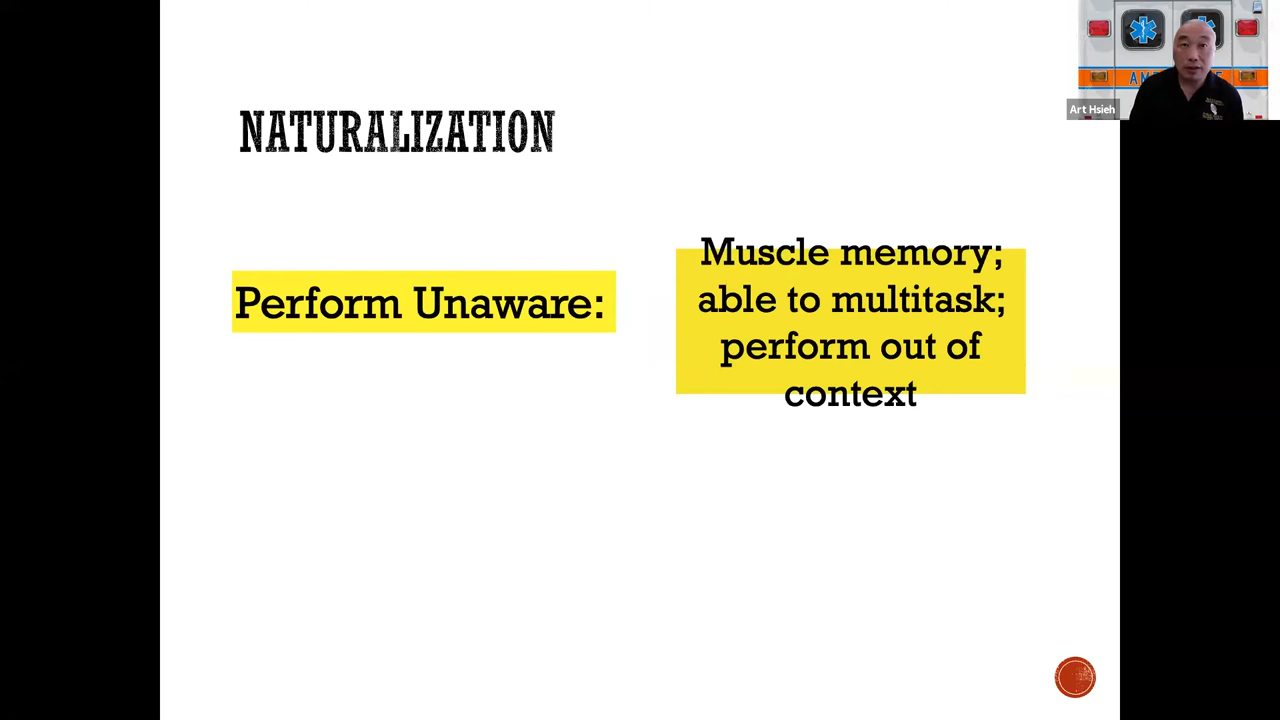 NATURALIZATION
Perform Unaware:
Muscle memory;
able to multitask;
perform out of
context
Art Hsieh